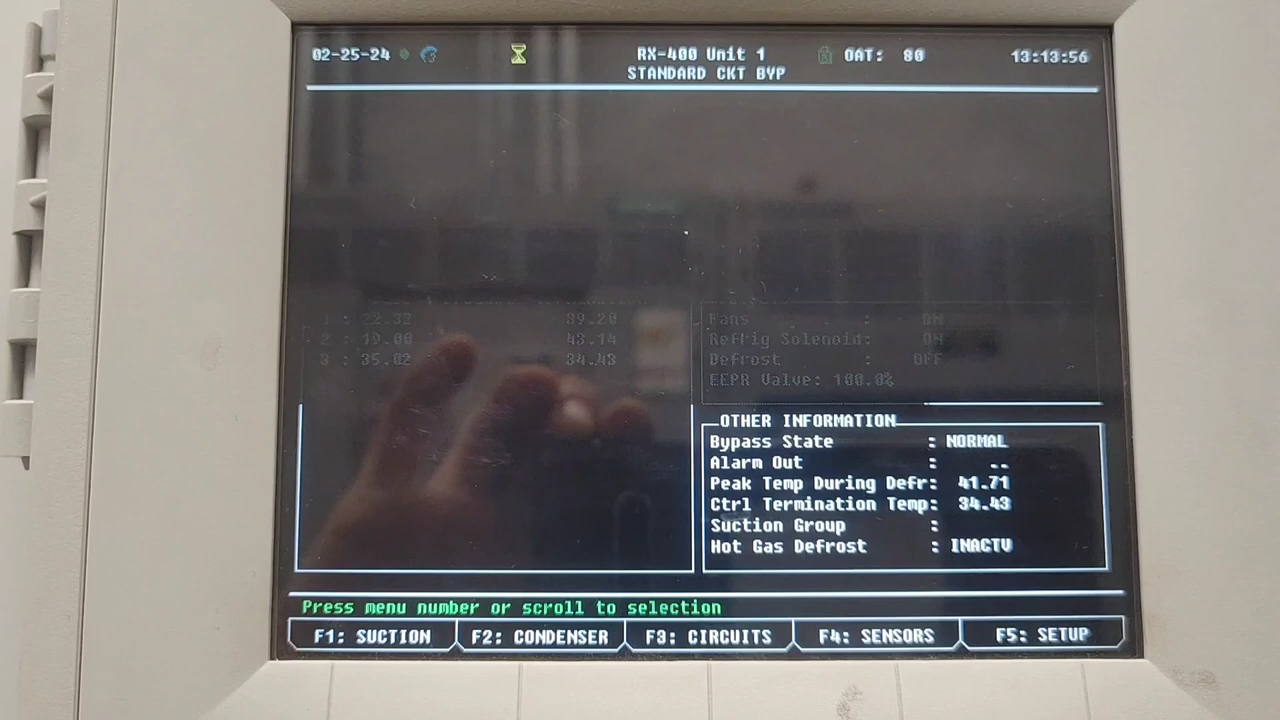 02-25-24 RX-400 Unit 1 OAT: 80 13:13:56
STANDARD CKT BYP
1 : 22.32 39.20
2 : 19.00 43.14
3 : 35.02 34.43
Fans : ON
Refrig Solenoid: ON
Defrost : OFF
EEPR Valve: 100.0%
OTHER INFORMATION
Bypass State : NORMAL
Alarm Out : --
Peak Temp During Defr: 41.71
Ctrl Termination Temp: 34.43
Suction Group :
Hot Gas Defrost : INACTV
Press menu number or scroll to selection
F1: SUCTION F2: CONDENSER F3: CIRCUITS F4: SENSORS F5: SETUP